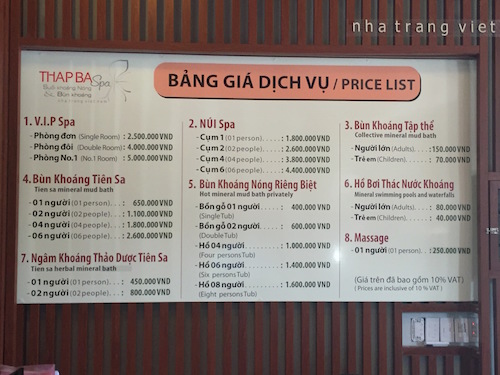 nha trang viet
THAP BA Spa
Suối khoáng Nóng
& Bùn khoáng
BẢNG GIÁ DỊCH VỤ / PRICE LIST
1. V.I.P Spa
- Phòng đơn (Single Room) : 2.500.000 VND
- Phòng đôi (Double Room) : 4.000.000 VND
- Phòng No.1 (No.1 Room) : 5.000.000 VND
4. Bùn Khoáng Tiên Sa
Tien sa mineral mud bath
- 01 người (01 person) . . . : 650.000 VND
- 02 người (02 people) . . . : 1.100.000 VND
- 04 người (04 people) . . . : 1.800.000 VND
- 06 người (06 people) . . . : 2.600.000 VND
7. Ngâm Khoáng Thảo Dược Tiên Sa
Tien sa herbal mineral bath
- 01 người (01 person) . . . : 450.000 VND
- 02 người (02 people) . . . : 800.000 VND
2. NÚI Spa
- Cụm 1 (01 person) . . . : 1.800.000 VND
- Cụm 2 (02 people) . . . : 2.600.000 VND
- Cụm 4 (04 people) . . . : 3.800.000 VND
- Cụm 6 (06 people) . . . : 4.400.000 VND
5. Bùn Khoáng Nóng Riêng Biệt
Hot mineral mud bath privately
- Bồn gỗ 01 người . . . : 400.000 VND
(Single Tub)
- Bồn gỗ 02 người . . . : 600.000 VND
(Double Tub)
- Hồ 04 người . . . : 1.000.000 VND
(Four persons Tub)
- Hồ 06 người . . . : 1.400.000 VND
(Six persons Tub)
- Hồ 08 người . . . : 1.600.000 VND
(Eight persons Tub)
3. Bùn Khoáng Tập thể
Collective mineral mud bath
- Người lớn (Adults) . . : 150.000 VND
- Trẻ em (Children) . . . : 70.000 VND
6. Hồ Bơi Thác Nước Khoáng
Mineral swimming pools and waterfalls
- Người lớn (Adults) . . . : 80.000 VND
- Trẻ em (Children) . . . : 40.000 VND
8. Massage
- 01 người (01 person) . . : 250.000 VND
(Giá trên đã bao gồm 10% VAT)
( Prices are inclusive of 10 % VAT )